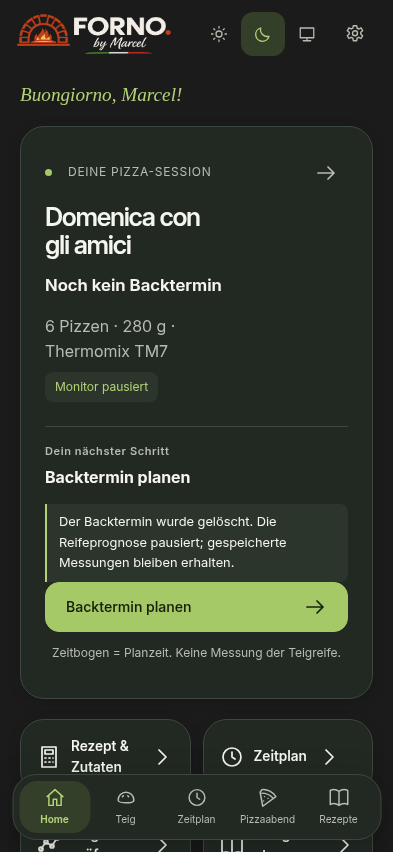 FORNO.
by Marcel
Buongiorno, Marcel!
DEINE PIZZA-SESSION
Domenica con
gli amici
Noch kein Backtermin
6 Pizzen · 280 g ·
Thermomix TM7
Monitor pausiert
Dein nächster Schritt
Backtermin planen
Der Backtermin wurde gelöscht. Die
Reifeprognose pausiert; gespeicherte
Messungen bleiben erhalten.
Backtermin planen
Zeitbogen = Planzeit. Keine Messung der Teigreife.
Rezept &
Zutaten
Zeitplan
Home
Teig
Zeitplan
Pizzaabend
Rezepte